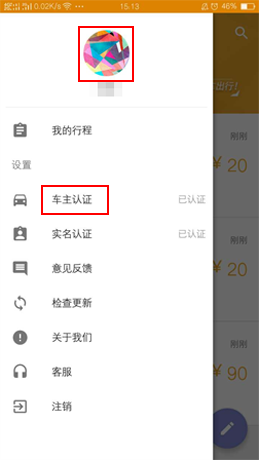 0.02K/s
15:13
46%
出行!
我的行程
刚刚
¥ 20
设置
车主认证
已认证
实名认证
已认证
刚刚
意见反馈
¥ 20
检查更新
关于我们
刚刚
客服
¥ 90
注销